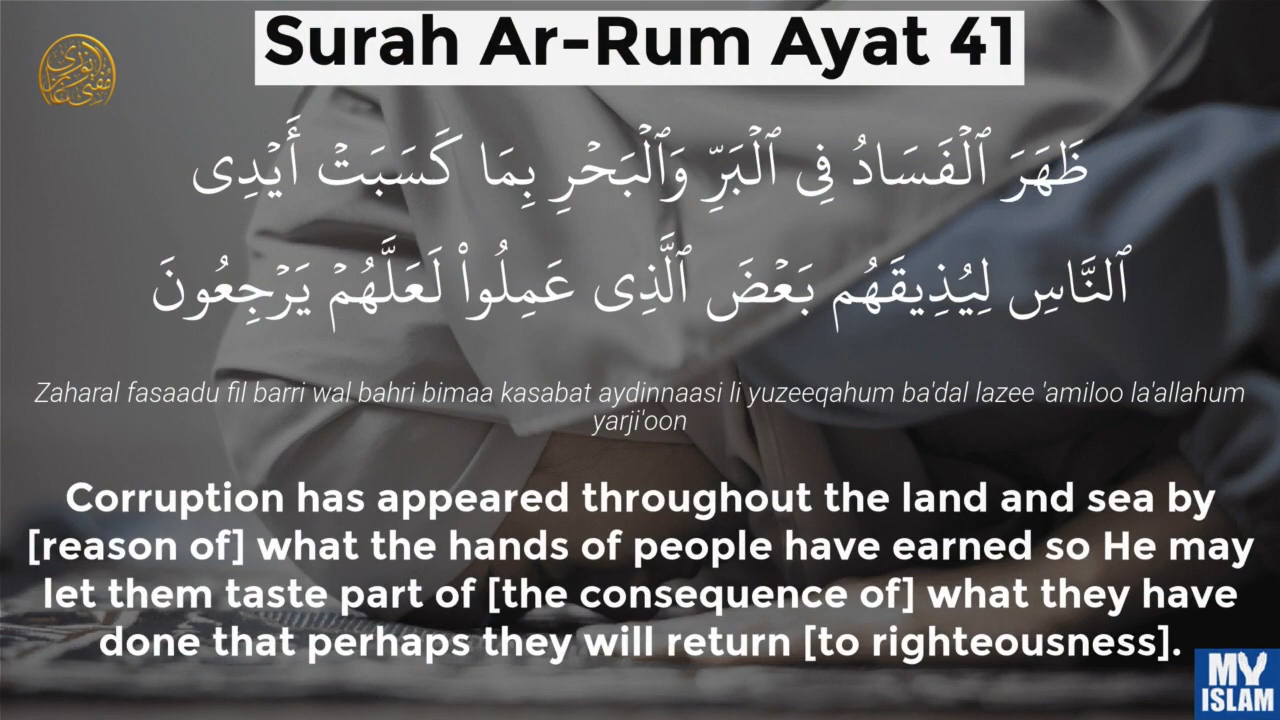 Surah Ar-Rum Ayat 41
ظَهَرَ ٱلْفَسَادُ فِى ٱلْبَرِّ وَٱلْبَحْرِ بِمَا كَسَبَتْ أَيْدِى
ٱلنَّاسِ لِيُذِيقَهُم بَعْضَ ٱلَّذِى عَمِلُوا۟ لَعَلَّهُمْ يَرْجِعُونَ
Zaharal fasaadu fil barri wal bahri bimaa kasabat aydinnaasi li yuzeeqahum ba'dal lazee 'amiloo la'allahum
yarji'oon
Corruption has appeared throughout the land and sea by
[reason of] what the hands of people have earned so He may
let them taste part of [the consequence of] what they have
done that perhaps they will return [to righteousness].
MY
ISLAM